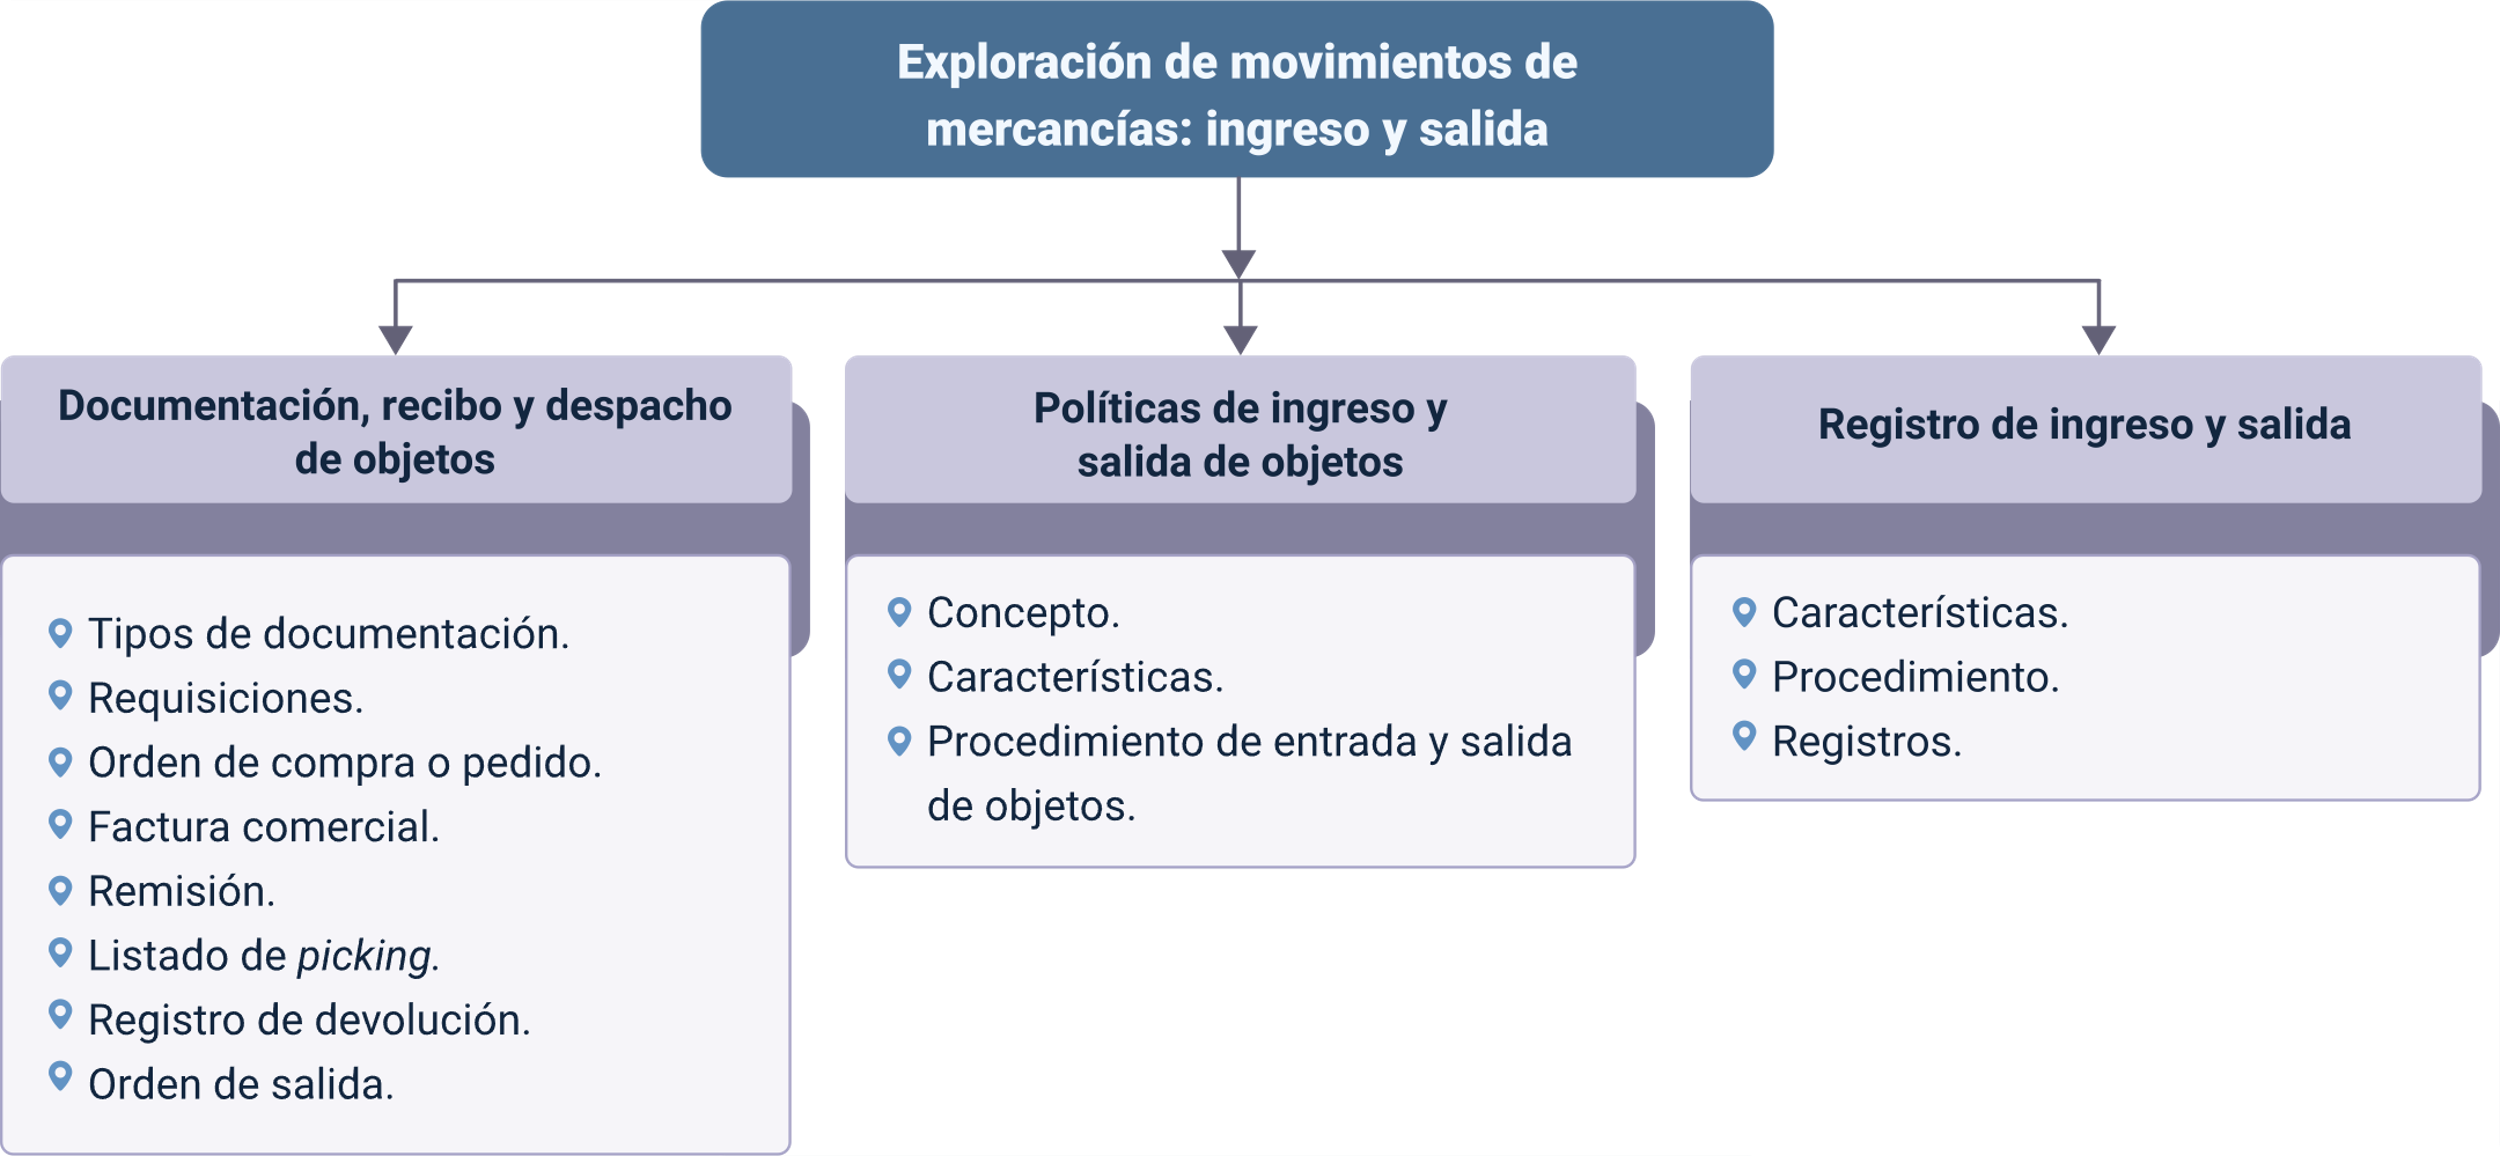 Exploración de movimientos de
mercancías: ingreso y salida
Documentación, recibo y despacho
de objetos
Tipos de documentación.
Requisiciones.
Orden de compra o pedido.
Factura comercial.
Remisión.
Listado de picking.
Registro de devolución.
Orden de salida.
Políticas de ingreso y
salida de objetos
Concepto.
Características.
Procedimiento de entrada y salida
de objetos.
Registro de ingreso y salida
Características.
Procedimiento.
Registros.